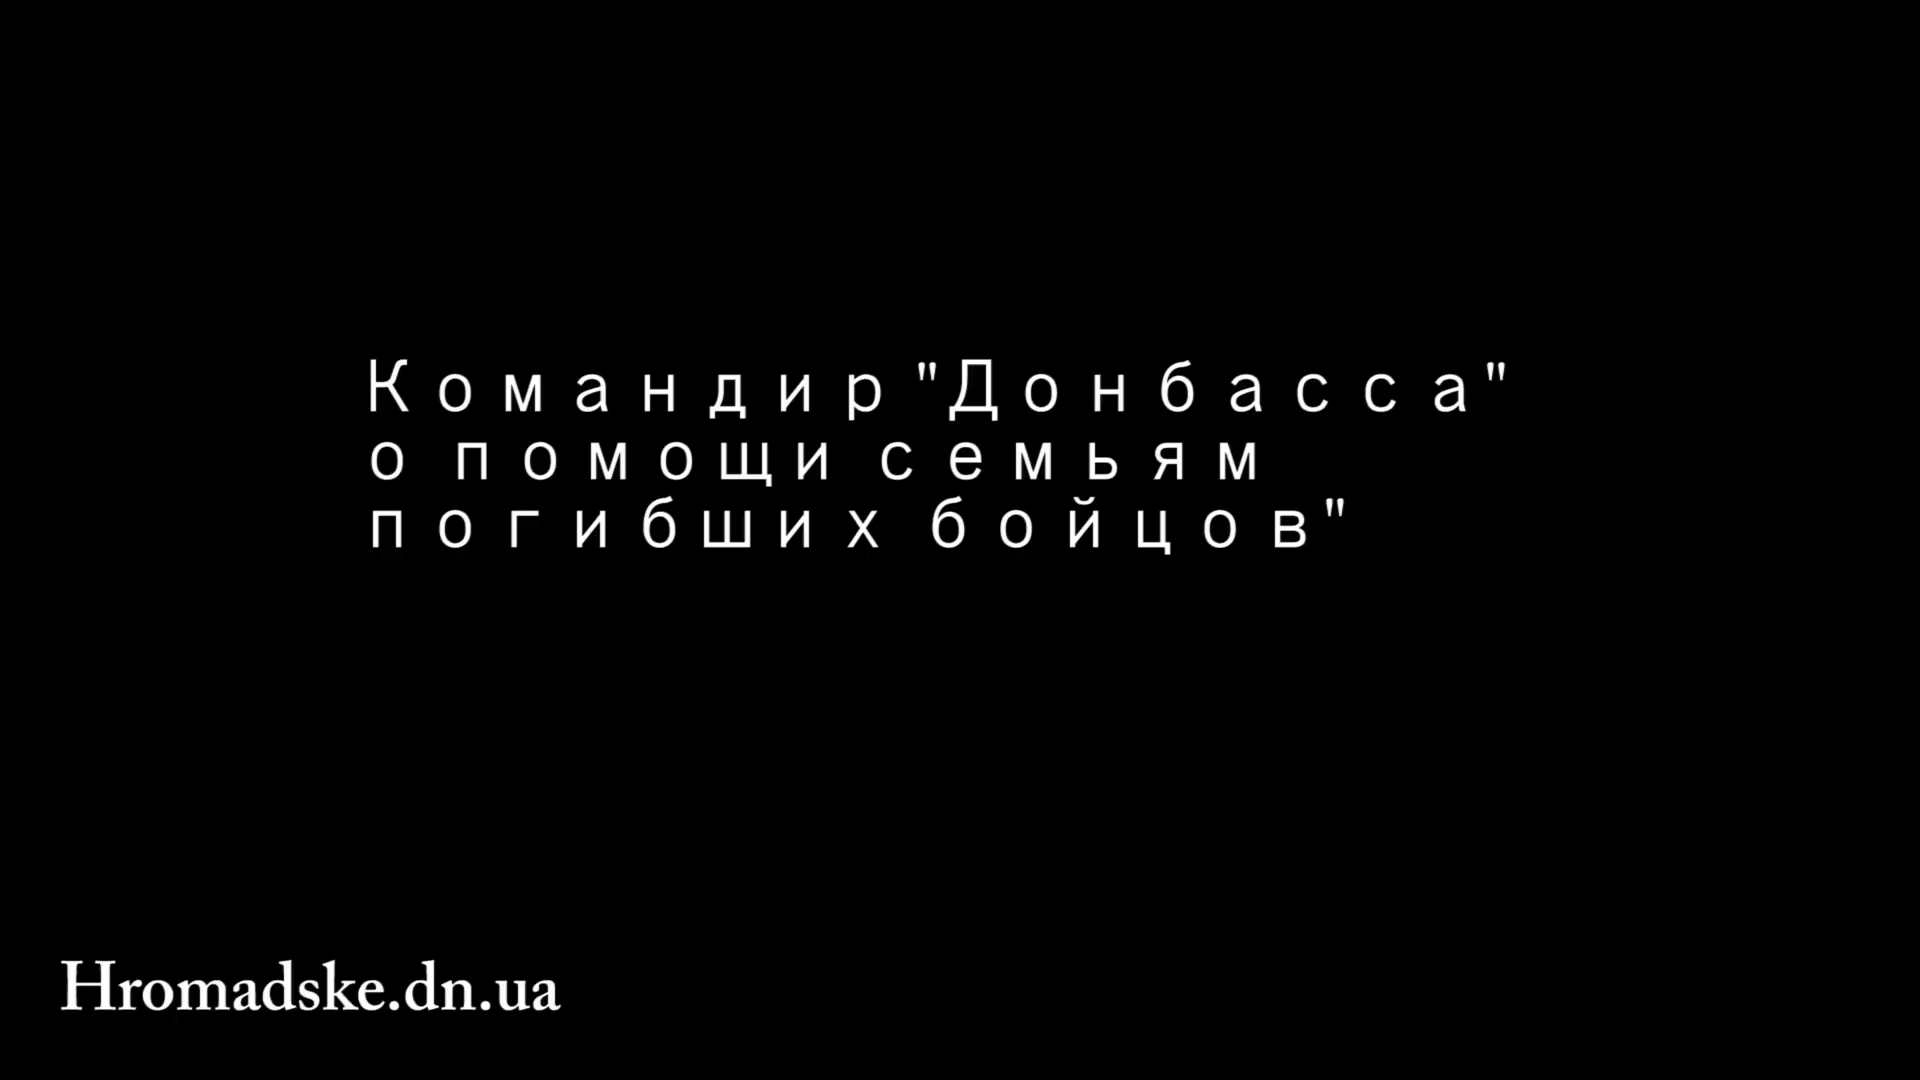 Командир "Донбасса"
о помощи семьям
погибших бойцов"
Hromadske.dn.ua